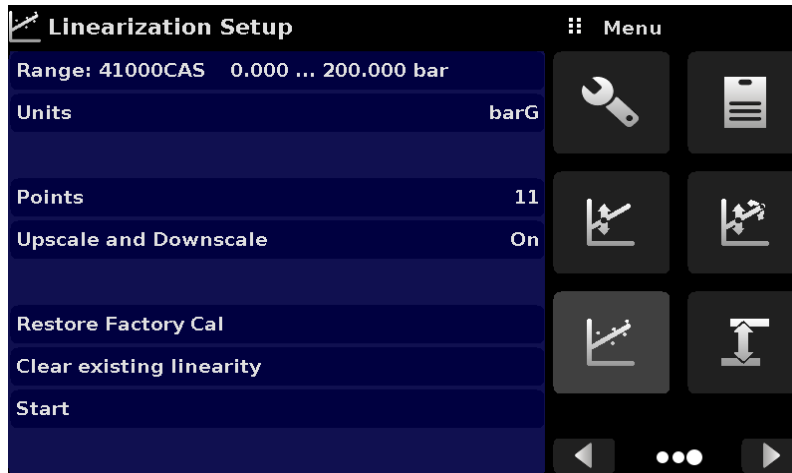 Linearization Setup
Menu
Range: 41000CAS 0.000 ... 200.000 bar
Units barG
Points 11
Upscale and Downscale On
Restore Factory Cal
Clear existing linearity
Start